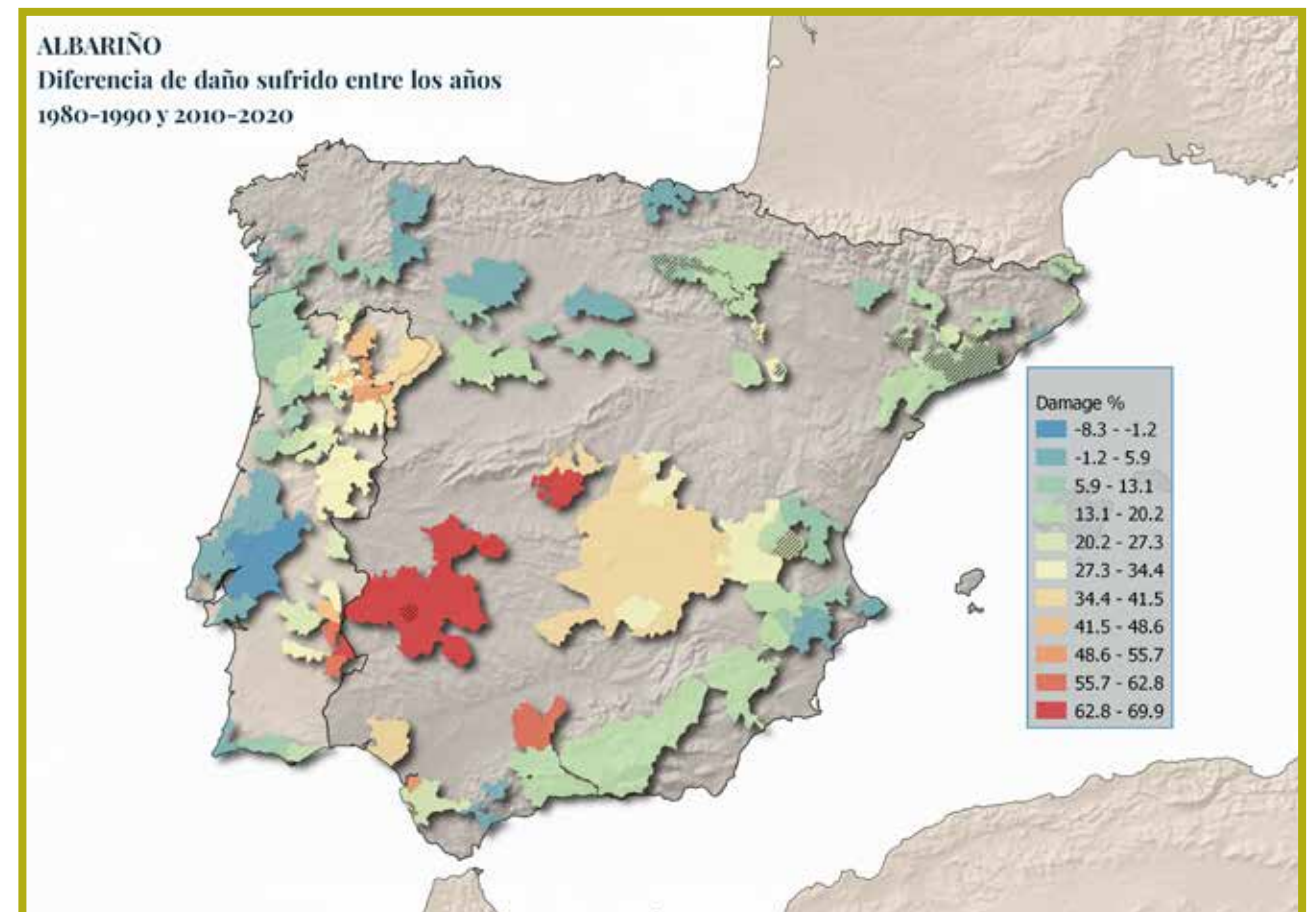 ALBARIÑO
Diferencia de daño sufrido entre los años
1980-1990 y 2010-2020
Damage %
-8.3 - -1.2
-1.2 - 5.9
5.9 - 13.1
13.1 - 20.2
20.2 - 27.3
27.3 - 34.4
34.4 - 41.5
41.5 - 48.6
48.6 - 55.7
55.7 - 62.8
62.8 - 69.9